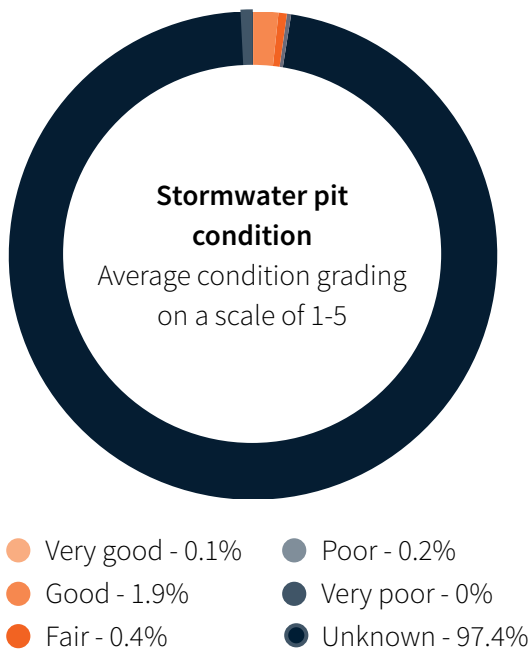 Stormwater pit
condition
Average condition grading
on a scale of 1-5
Very good - 0.1%
Good - 1.9%
Fair - 0.4%
Poor - 0.2%
Very poor - 0%
Unknown - 97.4%